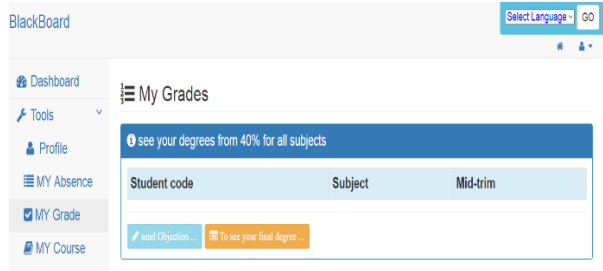 BlackBoard
Select Language
GO
Dashboard
Tools
Profile
MY Absence
MY Grade
MY Course
My Grades
see your degrees from 40% for all subjects
Student code Subject Mid-trim
send Objection ...
To see your final degree ...